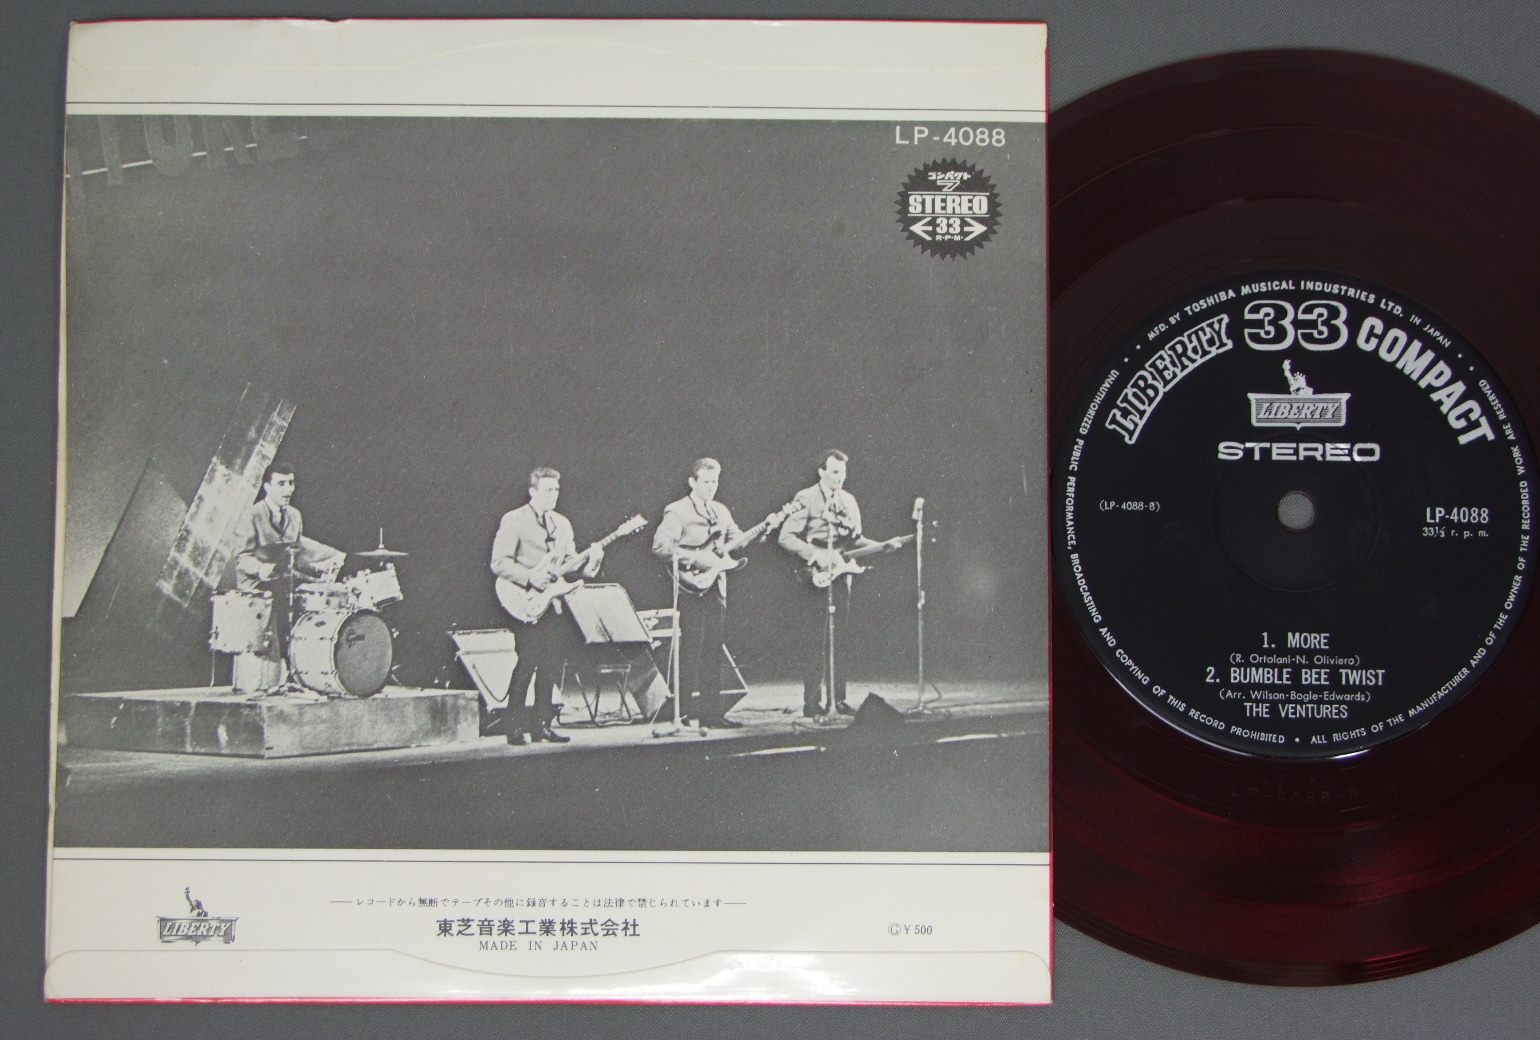 LP-4088
コンパクト
7
STEREO
33
R·P·M·
LIBERTY
レコードから無断でテープその他に録音することは法律で禁じられています
東芝音楽工業株式会社
MADE IN JAPAN
Ⓖ ¥ 500
MFD. BY TOSHIBA MUSICAL INDUSTRIES LTD. IN JAPAN
LIBERTY 33 COMPACT
LIBERTY
STEREO
(LP-4088-B)
LP-4088
33⅓ r. p. m.
1. MORE
(R. Ortolani-N. Oliviero)
2. BUMBLE BEE TWIST
(Arr. Wilson-Bogle-Edwards)
THE VENTURES
UNAUTHORIZED PUBLIC PERFORMANCE, BROADCASTING AND COPYING OF THIS RECORD PROHIBITED • ALL RIGHTS OF THE MANUFACTURER AND OF THE OWNER OF THE RECORDED WORK ARE RESERVED
LP-4088-B